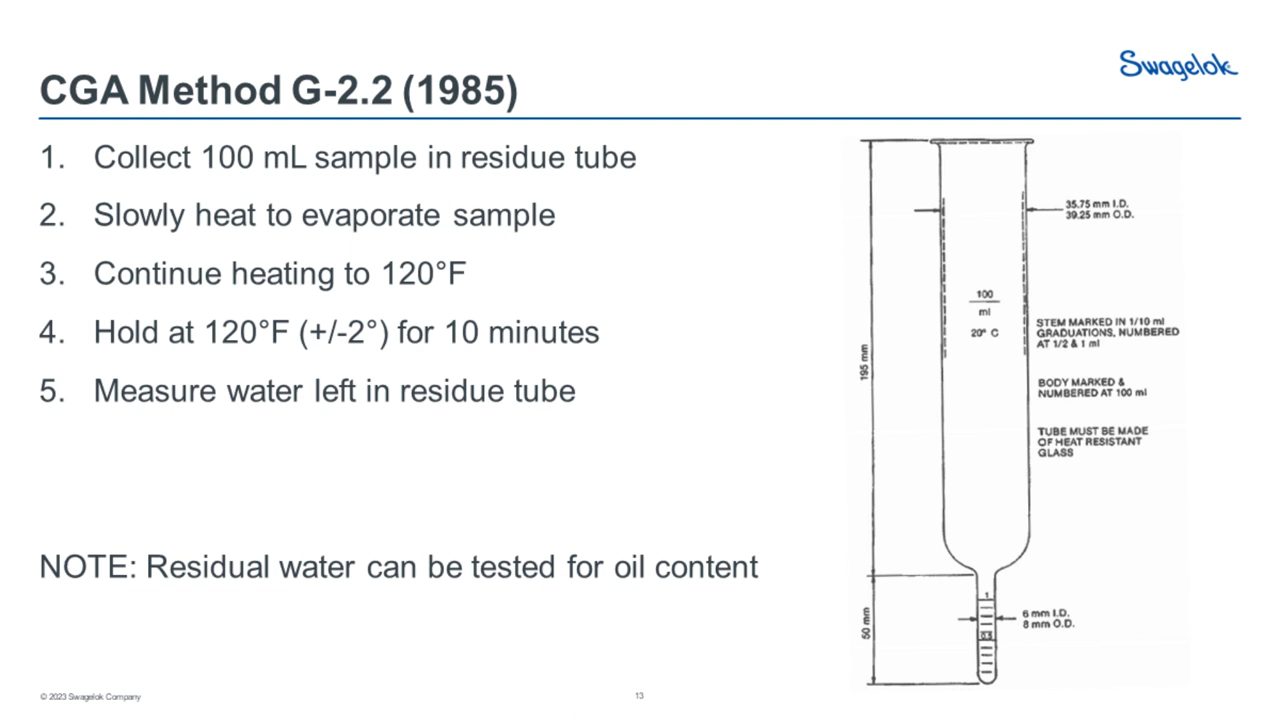 Swagelok
CGA Method G-2.2 (1985)
1. Collect 100 mL sample in residue tube
2. Slowly heat to evaporate sample
3. Continue heating to 120°F
4. Hold at 120°F (+/-2°) for 10 minutes
5. Measure water left in residue tube
NOTE: Residual water can be tested for oil content
35.75 mm I.D.
39.25 mm O.D.
100
ml
20° C
STEM MARKED IN 1/10 ml
GRADUATIONS, NUMBERED
AT 1/2 & 1 ml
195 mm
BODY MARKED &
NUMBERED AT 100 ml
TUBE MUST BE MADE
OF HEAT RESISTANT
GLASS
1
0.5
50 mm
6 mm I.D.
8 mm O.D.
© 2023 Swagelok Company
13